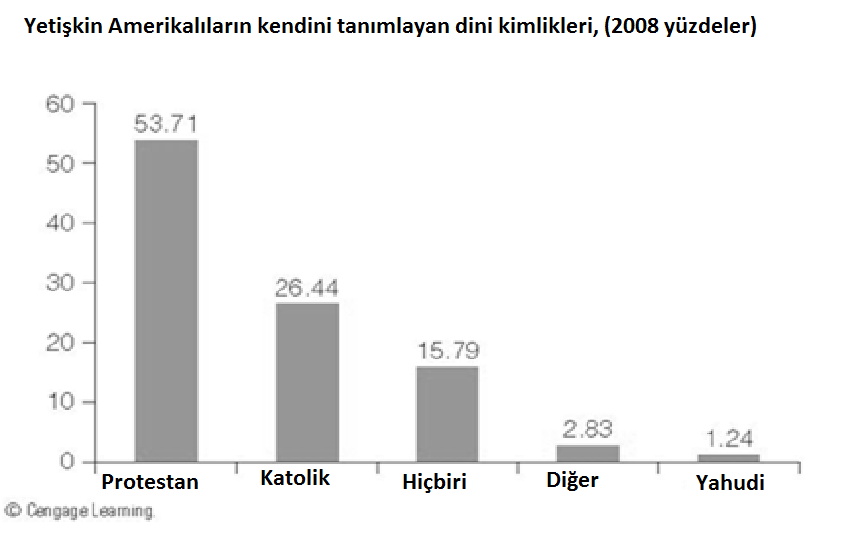 Yetişkin Amerikalıların kendini tanımlayan dini kimlikleri, (2008 yüzdeler)
60
50
40
30
20
10
0
53.71
26.44
15.79
2.83
1.24
Protestan
Katolik
Hiçbiri
Diğer
Yahudi
© Cengage Learning